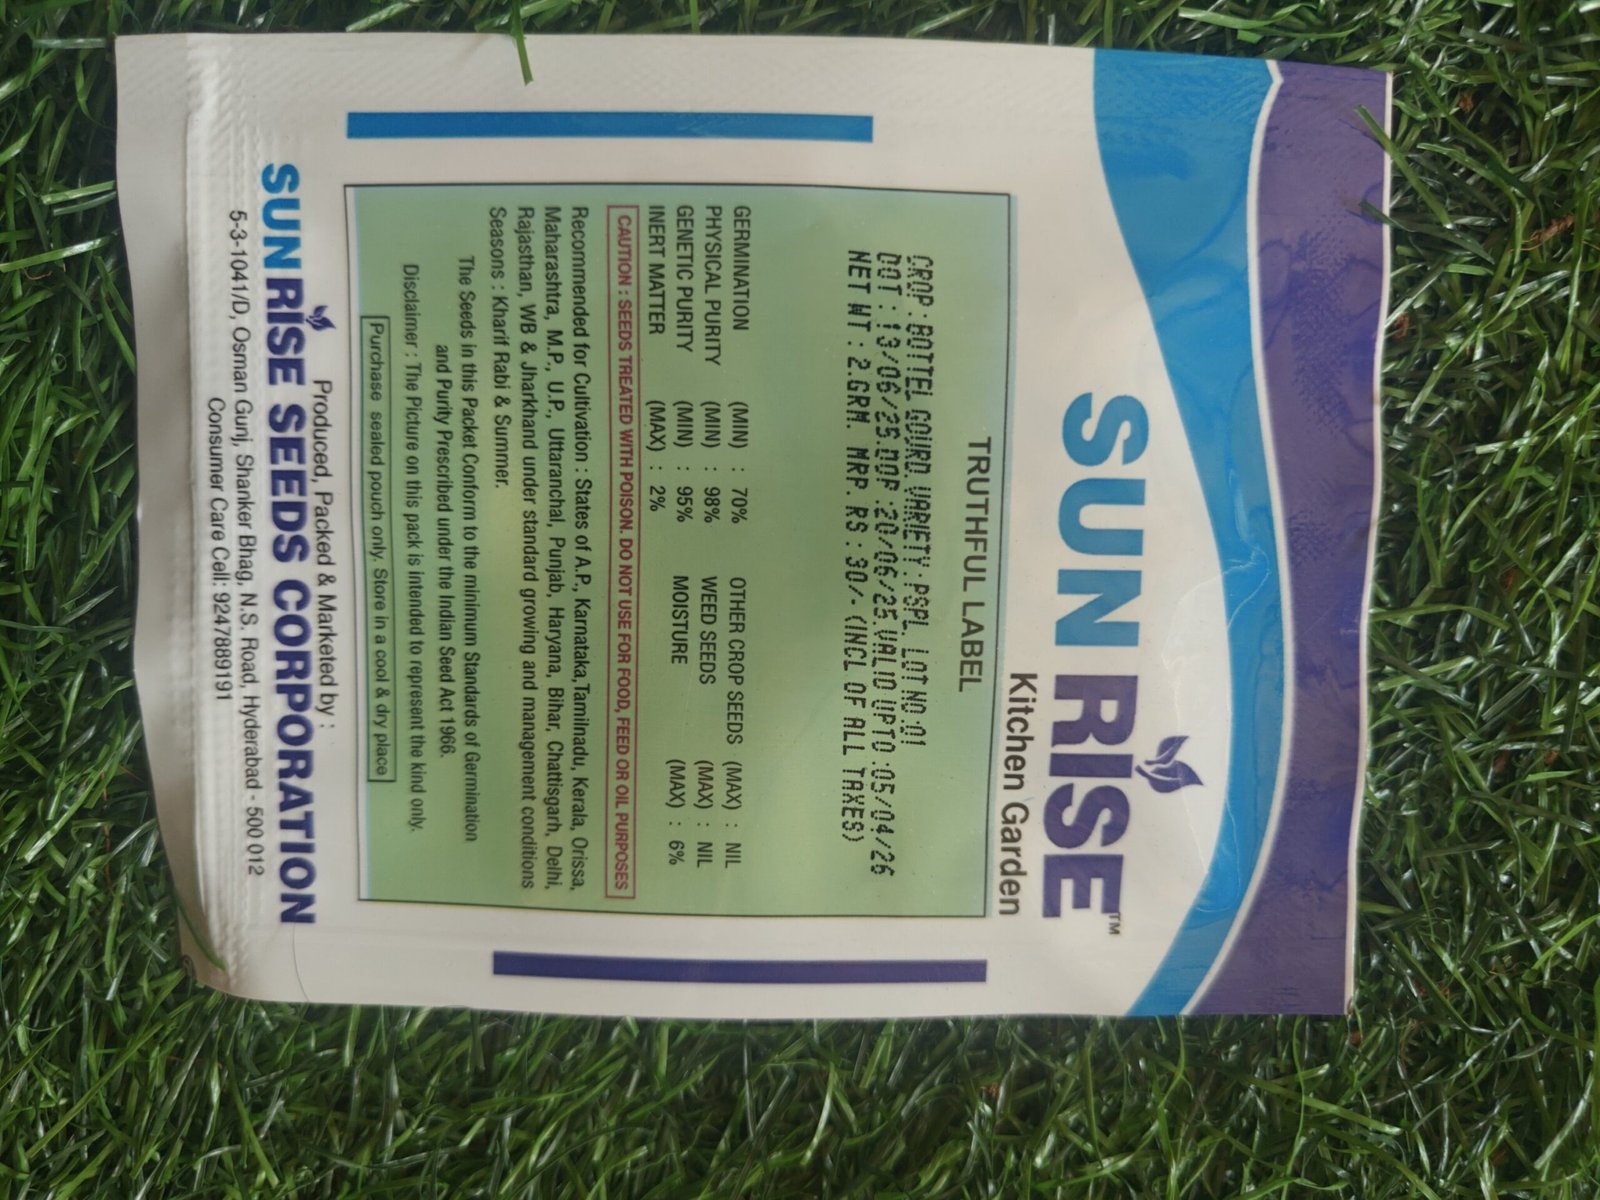 SUN RISE™
Kitchen Garden
TRUTHFUL LABEL
CROP : BOTTEL GOURD. VARIETY : PSPL. LOT NO:01
DOT : 13/06/25.DOP :20/06/25.VALID UPTO :05/04/26
NET WT : 2.GRM. MRP. RS : 30/- (INCL OF ALL TAXES)
GERMINATION (MIN) : 70% OTHER CROP SEEDS (MAX) : NIL
PHYSICAL PURITY (MIN) : 98% WEED SEEDS (MAX) : NIL
GENETIC PURITY (MIN) : 95% MOISTURE (MAX) : 6%
INERT MATTER (MAX) : 2%
CAUTION : SEEDS TREATED WITH POISON. DO NOT USE FOR FOOD, FEED OR OIL PURPOSES
Recommended for Cultivation : States of A.P., Karnataka,Tamilnadu, Kerala, Orissa,
Maharashtra, M.P., U.P., Uttaranchal, Punjab, Haryana, Bihar, Chattisgarh, Delhi,
Rajasthan, WB & Jharkhand under standard growing and management conditions
Seasons : Kharif Rabi & Summer.
The Seeds in this Packet Conform to the minimum Standards of Germination
and Purity Prescribed under the Indian Seed Act 1966.
Disclaimer : The Picvture on this pack is intended to represent the kind only.
Purchase sealed pouch only. Store in a cool & dry place
Produced, Packed & Marketed by :
SUN RISE SEEDS CORPORATION
5-3-1041/D, Osman Gunj, Shanker Bhag, N.S. Road, Hyderabad - 500 012
Consumer Care Cell: 9247889191